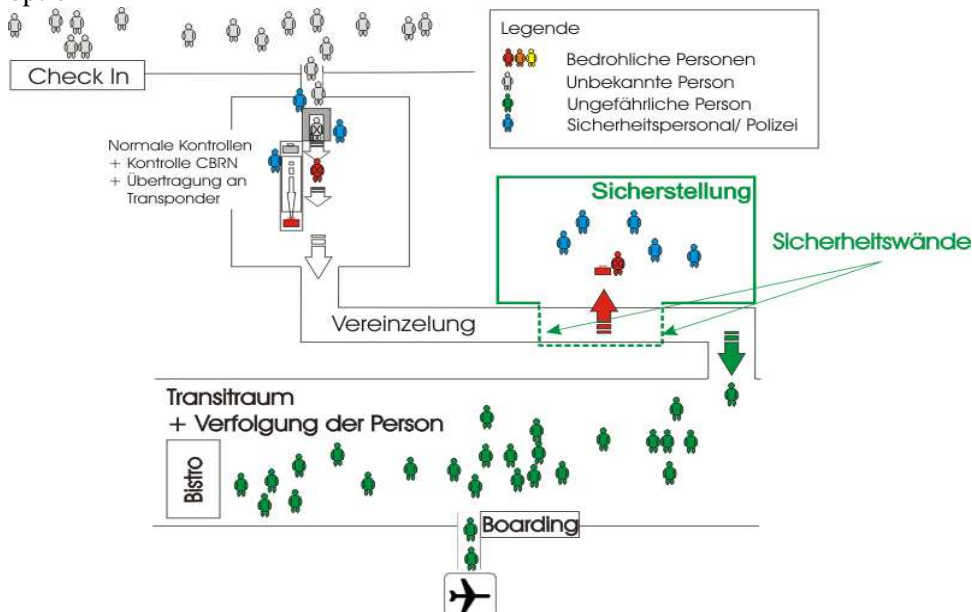 Check In
Legende
Bedrohliche Personen
Unbekannte Person
Ungefährliche Person
Sicherheitspersonal/ Polizei
Normale Kontrollen
+ Kontrolle CBRN
+ Übertragung an
Transponder
Sicherstellung
Sicherheitswände
Vereinzelung
Transitraum
+ Verfolgung der Person
Bistro
Boarding